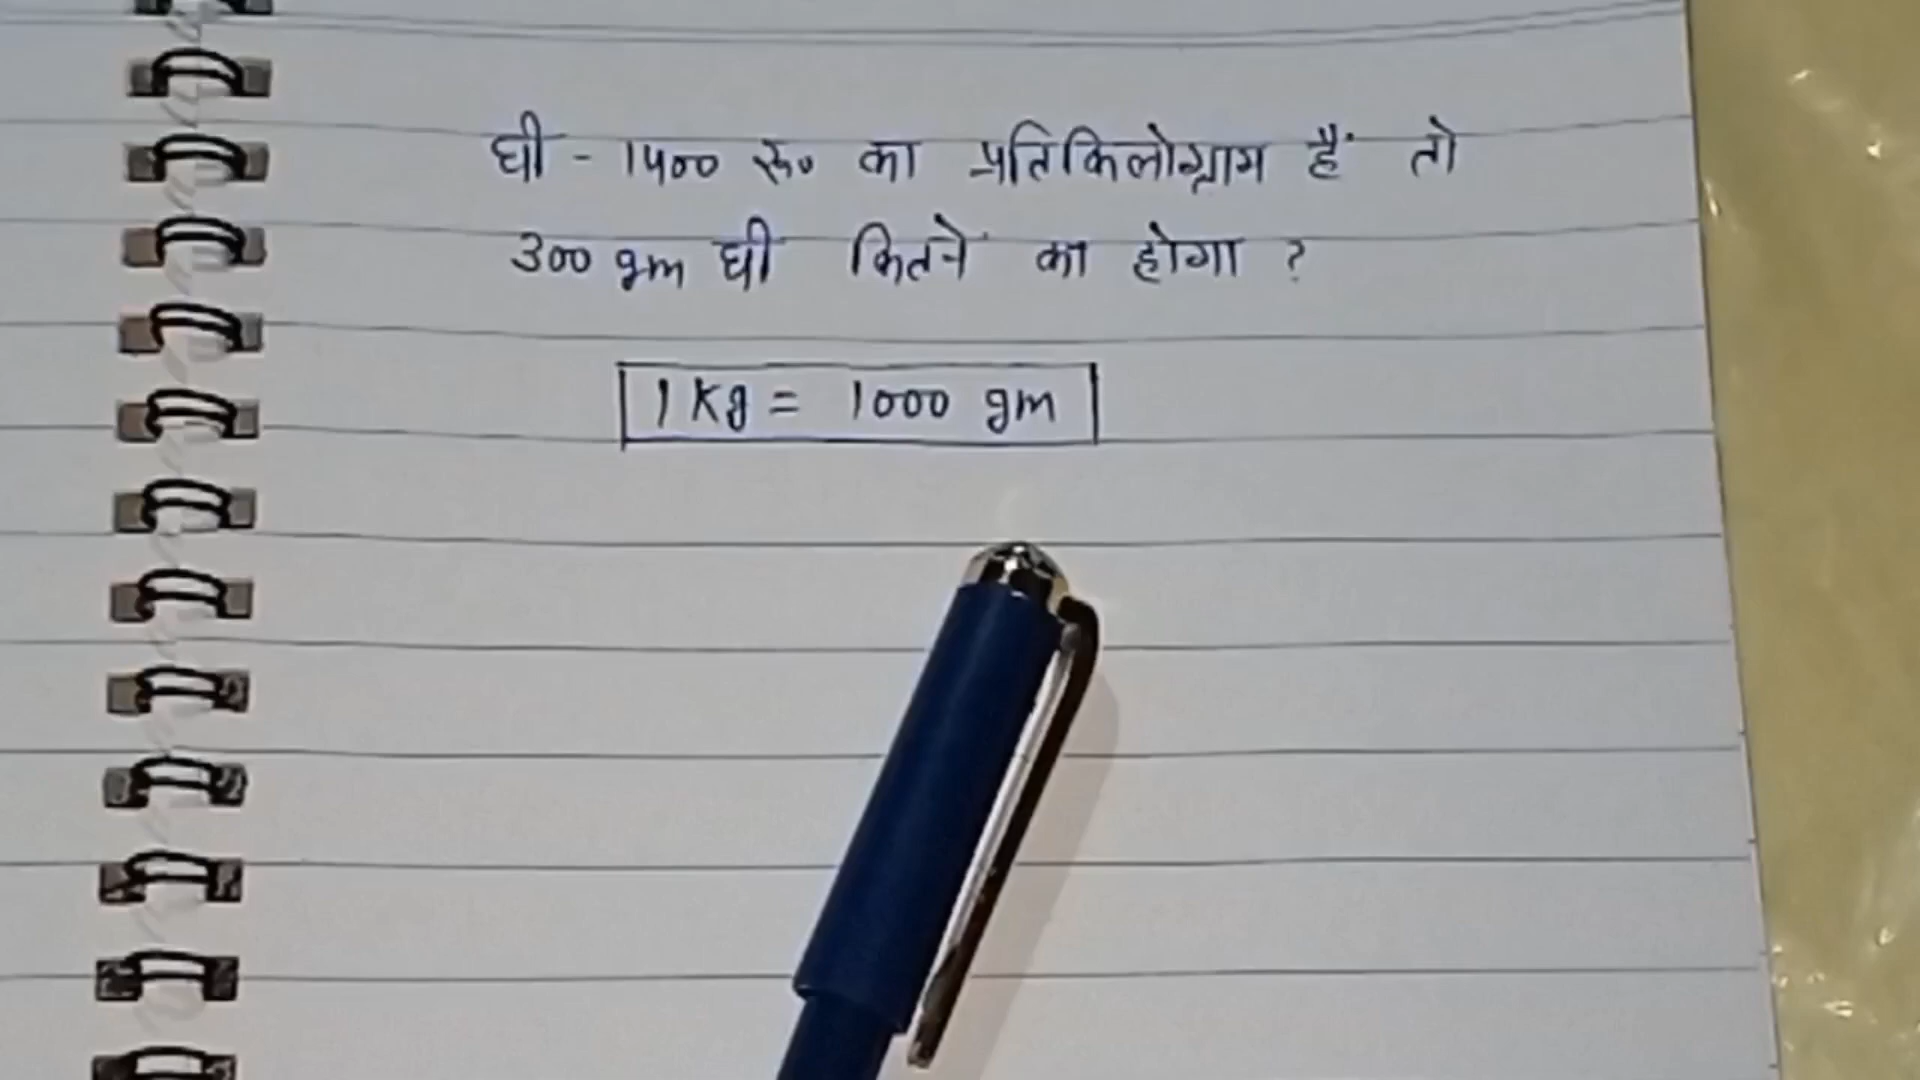 घी - 1400 रू० का प्रतिकिलोग्राम हैं तो
300 gm घी कितने का होगा ?
1 Kg = 1000 gm